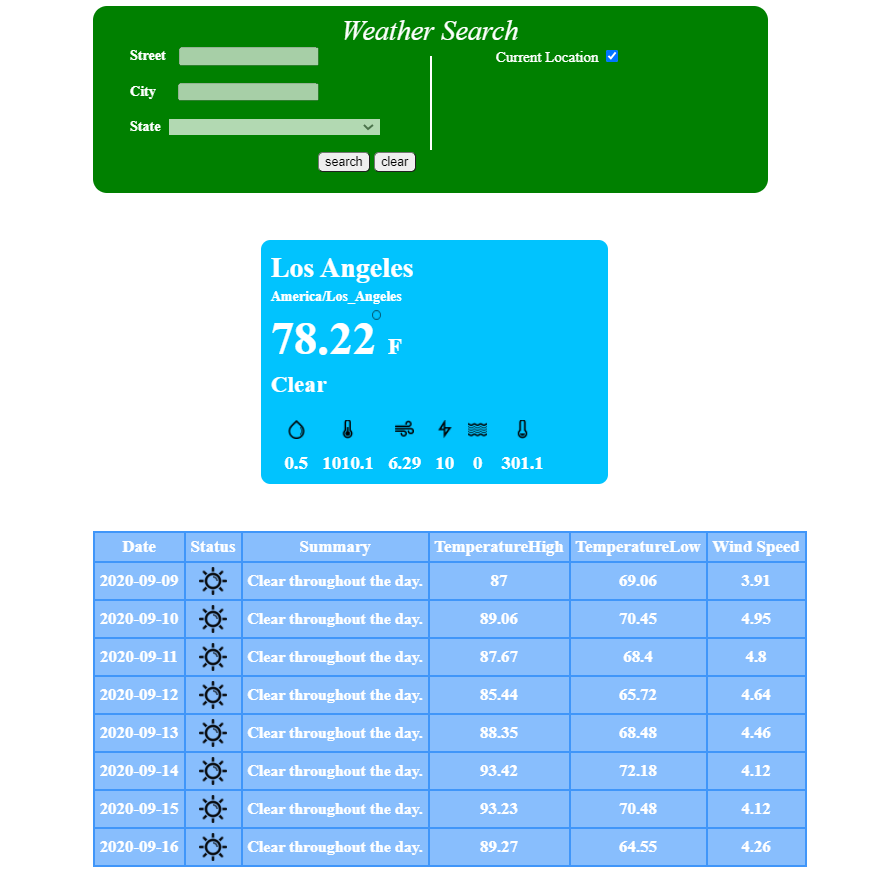 Weather Search
Street
Current Location
City
State
search clear
Los Angeles
America/Los_Angeles
78.22° F
Clear
0.5 1010.1 6.29 10 0 301.1
Date Status Summary TemperatureHigh TemperatureLow Wind Speed
2020-09-09 Clear throughout the day. 87 69.06 3.91
2020-09-10 Clear throughout the day. 89.06 70.45 4.95
2020-09-11 Clear throughout the day. 87.67 68.4 4.8
2020-09-12 Clear throughout the day. 85.44 65.72 4.64
2020-09-13 Clear throughout the day. 88.35 68.48 4.46
2020-09-14 Clear throughout the day. 93.42 72.18 4.12
2020-09-15 Clear throughout the day. 93.23 70.48 4.12
2020-09-16 Clear throughout the day. 89.27 64.55 4.26